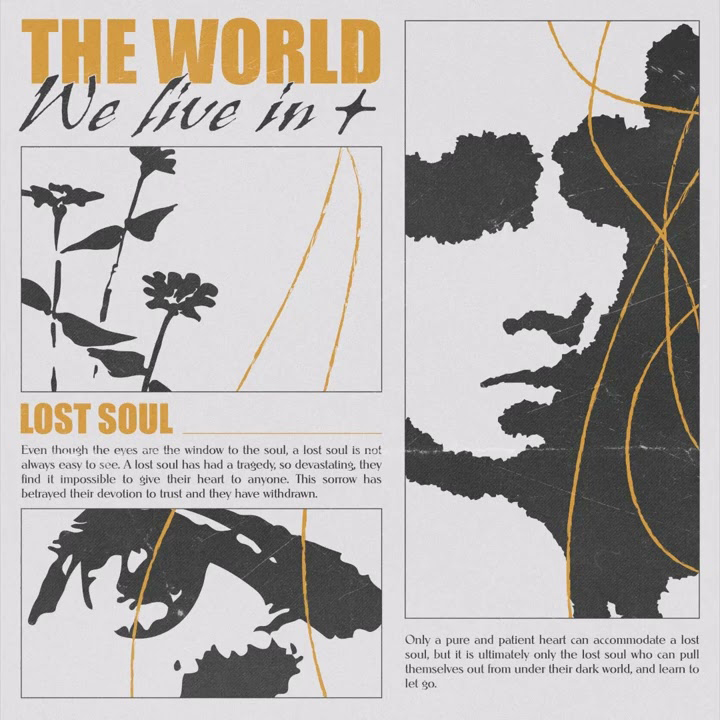 THE WORLD
We live in
LOST SOUL
Even though the eyes are the window to the soul, a lost soul is not
always easy to see. A lost soul has had a tragedy, so devastating, they
find it impossible to give their heart to anyone. This sorrow has
betrayed their devotion to trust and they have withdrawn.
Only a pure and patient heart can accommodate a lost
soul, but it is ultimately only the lost soul who can pull
themselves out from under their dark world, and learn to
let go.